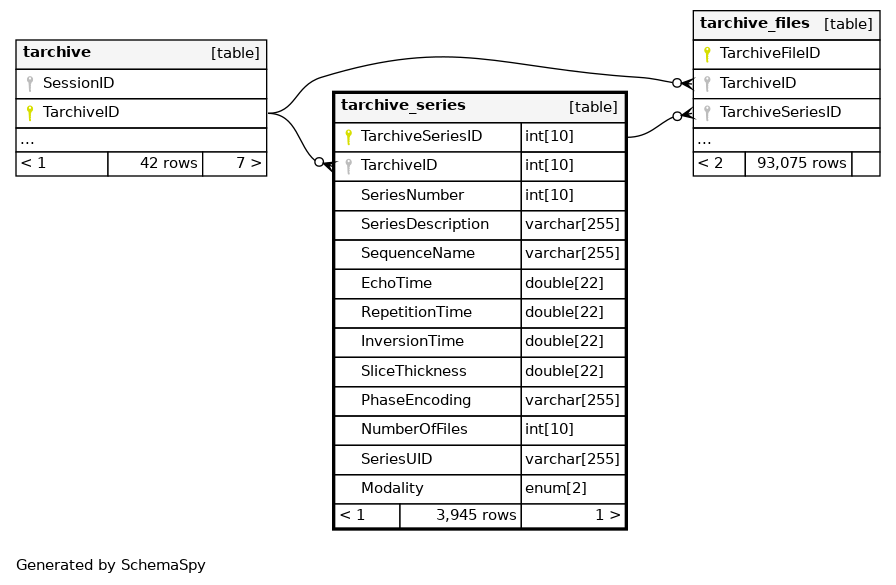 tarchive [table]
SessionID
TarchiveID
...
< 1 42 rows 7 >
tarchive_series [table]
TarchiveSeriesID int[10]
TarchiveID int[10]
SeriesNumber int[10]
SeriesDescription varchar[255]
SequenceName varchar[255]
EchoTime double[22]
RepetitionTime double[22]
InversionTime double[22]
SliceThickness double[22]
PhaseEncoding varchar[255]
NumberOfFiles int[10]
SeriesUID varchar[255]
Modality enum[2]
< 1 3,945 rows 1 >
tarchive_files [table]
TarchiveFileID
TarchiveID
TarchiveSeriesID
...
< 2 93,075 rows
Generated by SchemaSpy